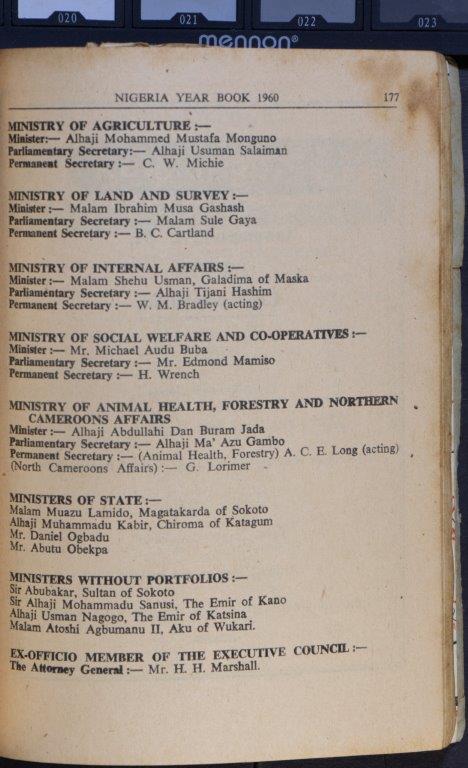 020 021 022 023
mennon®
NIGERIA YEAR BOOK 1960 177
MINISTRY OF AGRICULTURE :—
Minister:— Alhaji Mohammed Mustafa Monguno
Parliamentary Secretary:— Alhaji Usuman Salaiman
Permanent Secretary :— C. W. Michie
MINISTRY OF LAND AND SURVEY :—
Minister :— Malam Ibrahim Musa Gashash
Parliamentary Secretary :— Malam Sule Gaya
Permanent Secretary :— B. C. Cartland
MINISTRY OF INTERNAL AFFAIRS :—
Minister :— Malam Shehu Usman, Galadima of Maska
Parliamentary Secretary :— Alhaji Tijani Hashim
Permanent Secretary :— W. M. Bradley (acting)
MINISTRY OF SOCIAL WELFARE AND CO-OPERATIVES :—
Minister :— Mr. Michael Audu Buba
Parliamentary Secretary :— Mr. Edmond Mamiso
Permanent Secretary :— H. Wrench
MINISTRY OF ANIMAL HEALTH, FORESTRY AND NORTHERN
CAMEROONS AFFAIRS
Minister :— Alhaji Abdullahi Dan Buram Jada
Parliamentary Secretary :— Alhaji Ma' Azu Gambo
Permanent Secretary :— (Animal Health, Forestry) A. C. E. Long (acting)
(North Cameroons Affairs) :— G. Lorimer
MINISTERS OF STATE :—
Malam Muazu Lamido, Magatakarda of Sokoto
Alhaji Muhammadu Kabir, Chiroma of Katagum
Mr. Daniel Ogbadu
Mr. Abutu Obekpa
MINISTERS WITHOUT PORTFOLIOS :—
Sir Abubakar, Sultan of Sokoto
Sir Alhaji Mohammadu Sanusi, The Emir of Kano
Alhaji Usman Nagogo, The Emir of Katsina
Malam Atoshi Agbumanu II, Aku of Wukari.
EX-OFFICIO MEMBER OF THE EXECUTIVE COUNCIL :—
The Attorney General :— Mr. H. H. Marshall.